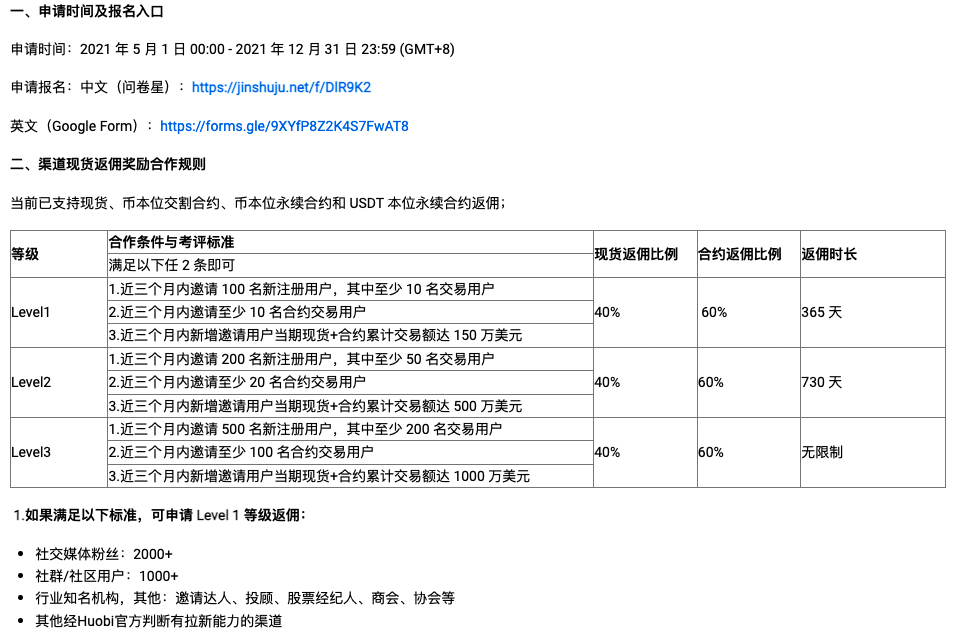 一、申请时间及报名入口
申请时间：2021 年 5 月 1 日 00:00 - 2021 年 12 月 31 日 23:59 (GMT+8)
申请报名：中文（问卷星）：https://jinshuju.net/f/DlR9K2
英文（Google Form）：https://forms.gle/9XYfP8Z2K4S7FwAT8
二、渠道现货返佣奖励合作规则
当前已支持现货、币本位交割合约、币本位永续合约和 USDT 本位永续合约返佣；
等级 合作条件与考评标准 现货返佣比例 合约返佣比例 返佣时长
满足以下任 2 条即可
1.近三个月内邀请 100 名新注册用户，其中至少 10 名交易用户
Level1 2.近三个月内邀请至少 10 名合约交易用户 40% 60% 365 天
3.近三个月内新增邀请用户当期现货+合约累计交易额达 150 万美元
1.近三个月内邀请 200 名新注册用户，其中至少 50 名交易用户
Level2 2.近三个月内邀请至少 20 名合约交易用户 40% 60% 730 天
3.近三个月内新增邀请用户当期现货+合约累计交易额达 500 万美元
1.近三个月内邀请 500 名新注册用户，其中至少 200 名交易用户
Level3 2.近三个月内邀请至少 100 名合约交易用户 40% 60% 无限制
3.近三个月内新增邀请用户当期现货+合约累计交易额达 1000 万美元
1.如果满足以下标准，可申请 Level 1 等级返佣：
• 社交媒体粉丝：2000+
• 社群/社区用户：1000+
• 行业知名机构，其他：邀请达人、投顾、股票经纪人、商会、协会等
• 其他经Huobi官方判断有拉新能力的渠道